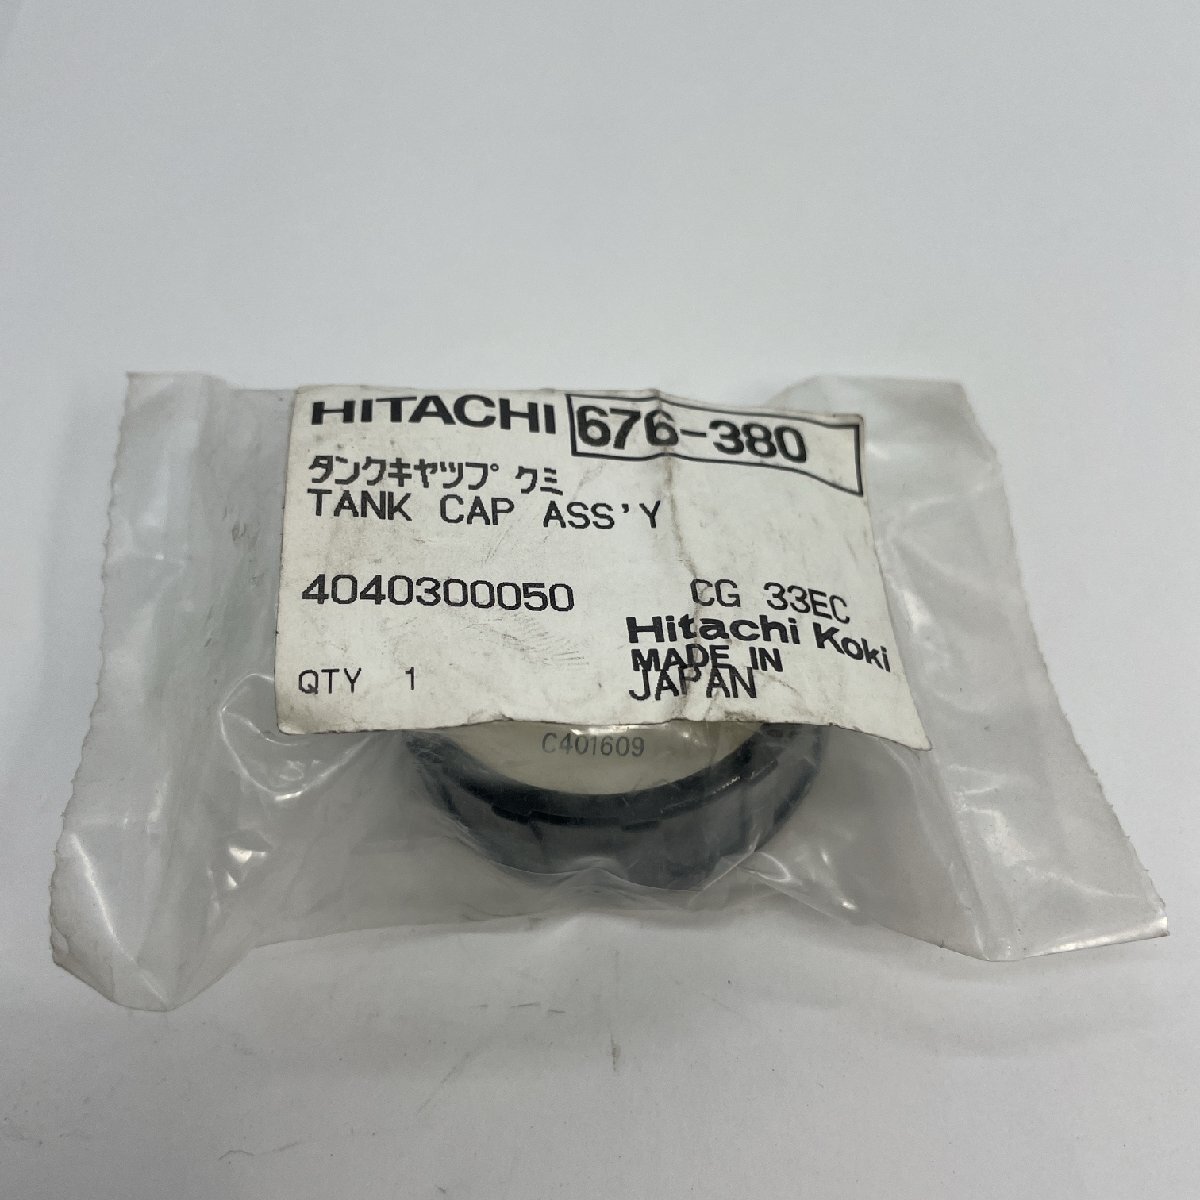 HITACHI 676-380
タンクキヤツプ クミ
TANK CAP ASS'Y
4040300050 CG 33EC
Hitachi Koki
MADE IN
JAPAN
QTY 1
C401609